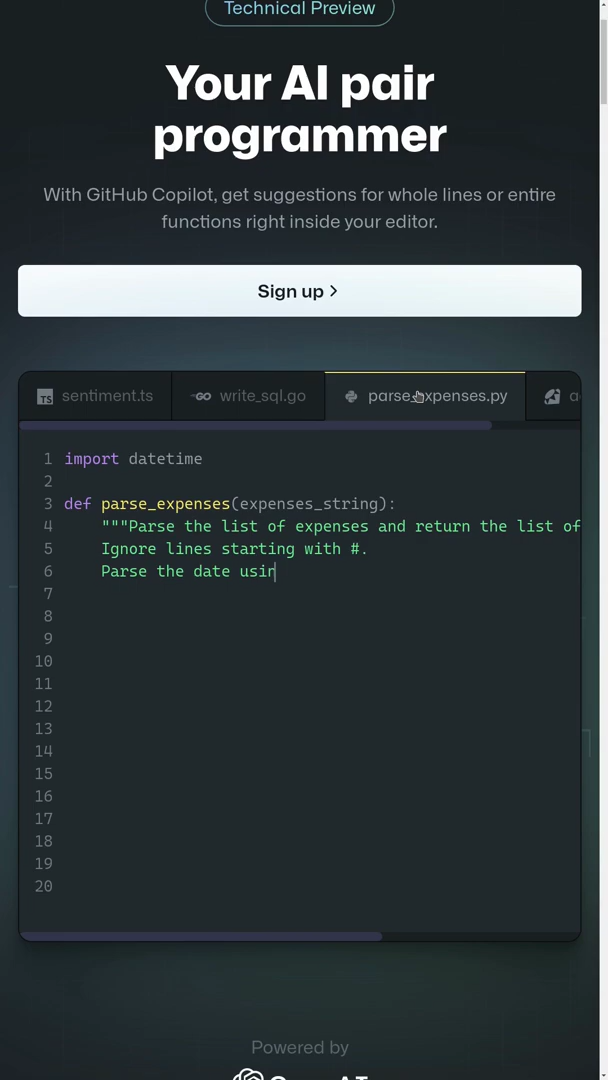 Technical Preview
Your AI pair
programmer
With GitHub Copilot, get suggestions for whole lines or entire
functions right inside your editor.
Sign up
TS sentiment.ts
GO write_sql.go
parse_expenses.py
1 import datetime
2
3 def parse_expenses(expenses_string):
4 """Parse the list of expenses and return the list of
5 Ignore lines starting with #.
6 Parse the date usin
7
8
9
10
11
12
13
14
15
16
17
18
19
20
Powered by